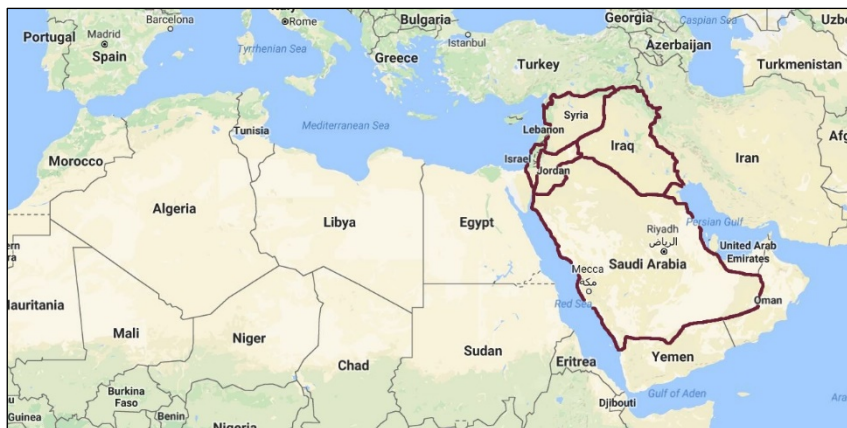 Bulgaria
Georgia
Caspian Sea
Barcelona
Rome
Portugal
Madrid
Istanbul
Azerbaijan
Spain
Tyrrhenian Sea
Greece
Turkey
Turkmenistan
Syria
Tunisia
Mediterranean Sea
Lebanon
Morocco
Israel
Iraq
Iran
Jordan
Algeria
Libya
Egypt
Persian Gulf
Riyadh
الرياض
United Arab
Emirates
Saudi Arabia
Mecca
مكة
Red Sea
Oman
Mali
Niger
Sudan
Chad
Eritrea
Yemen
Burkina
Faso
Gulf of Aden
Djibouti
Guinea
Benin
Nigeria